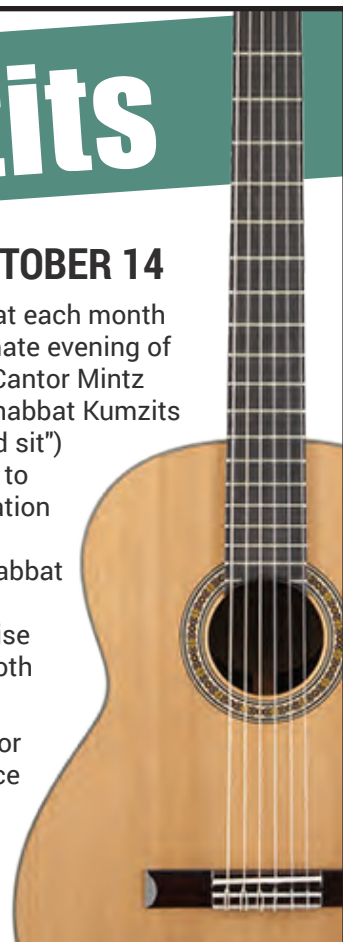 its
TOBER 14
at each month
nate evening of
Cantor Mintz
habbat Kumzits
d sit")
to
ation
abbat
ise
oth
or
ce